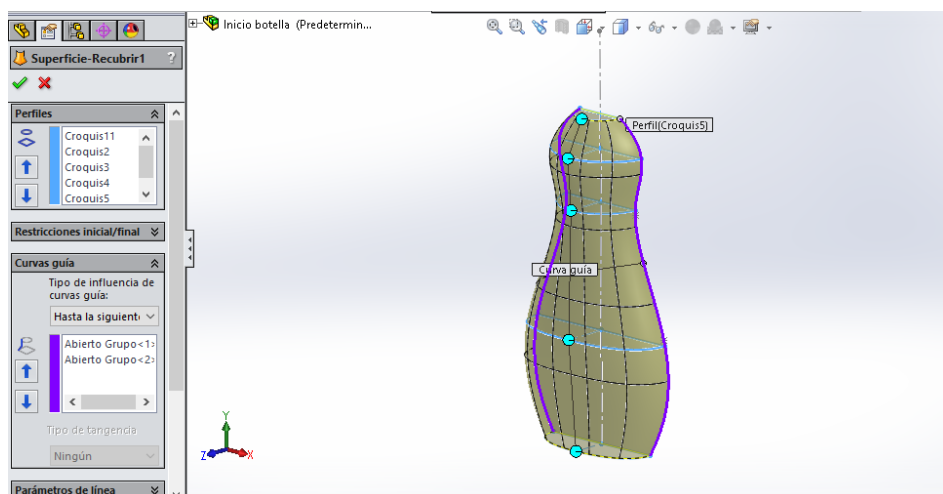 Inicio botella (Predetermin...
Superficie-Recubrir1
?
Perfiles
Croquis11
Croquis2
Croquis3
Croquis4
Croquis5
Restricciones inicial/final
Curvas guía
Tipo de influencia de
curvas guía:
Hasta la siguient
Abierto Grupo<1>
Abierto Grupo<2>
Tipo de tangencia
Ningún
Parámetros de línea
Perfil(Croquis5)
Curva guía
Y
Z
X